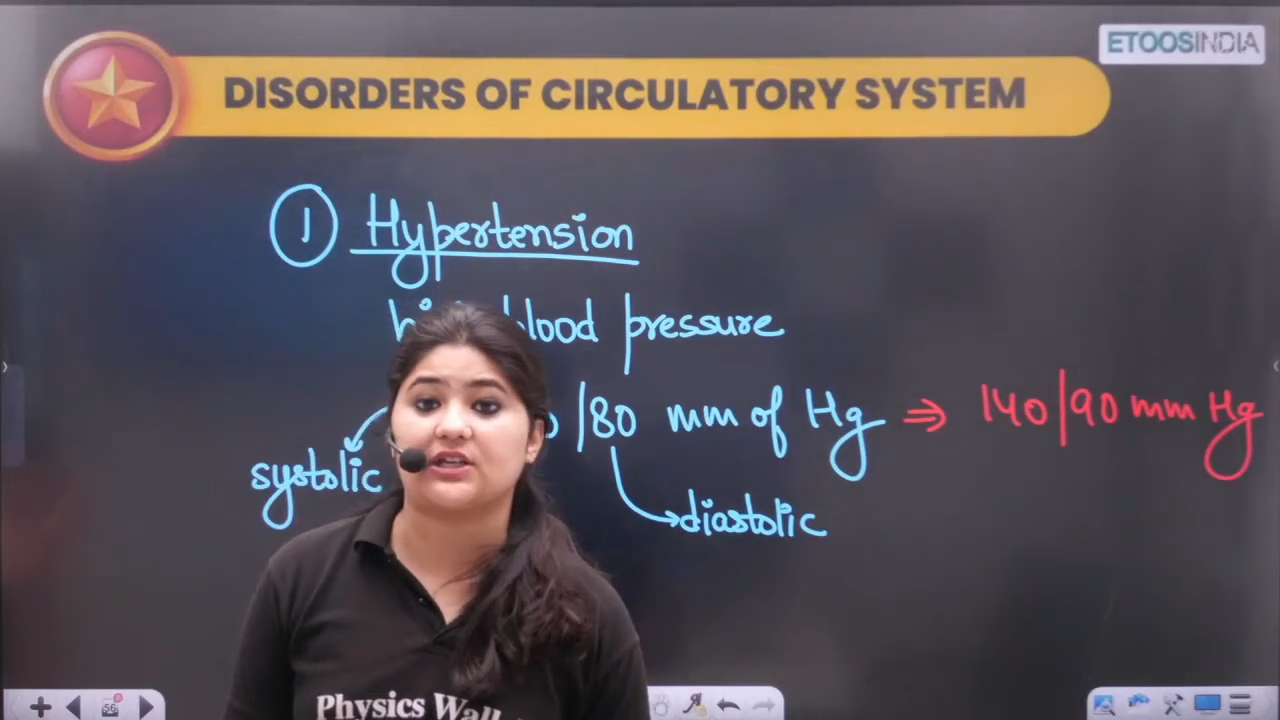 ETOOSINDIA
DISORDERS OF CIRCULATORY SYSTEM
1 Hypertension
blood pressure
/80 mm of Hg ⇒ 140/90 mm Hg
systolic
diastolic
Physics
56